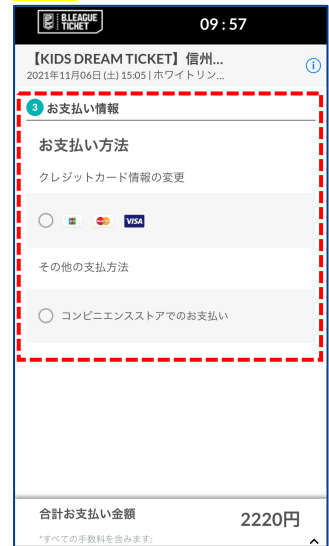 B.LEAGUE
TICKET
09:57
【KIDS DREAM TICKET】信州...
2021年11月06日(土) 15:05 | ホワイトリン...
3 お支払い情報
お支払い方法
クレジットカード情報の変更
VISA
その他の支払方法
コンビニエンスストアでのお支払い
合計お支払い金額
2220円
*すべての手数料を含みます: